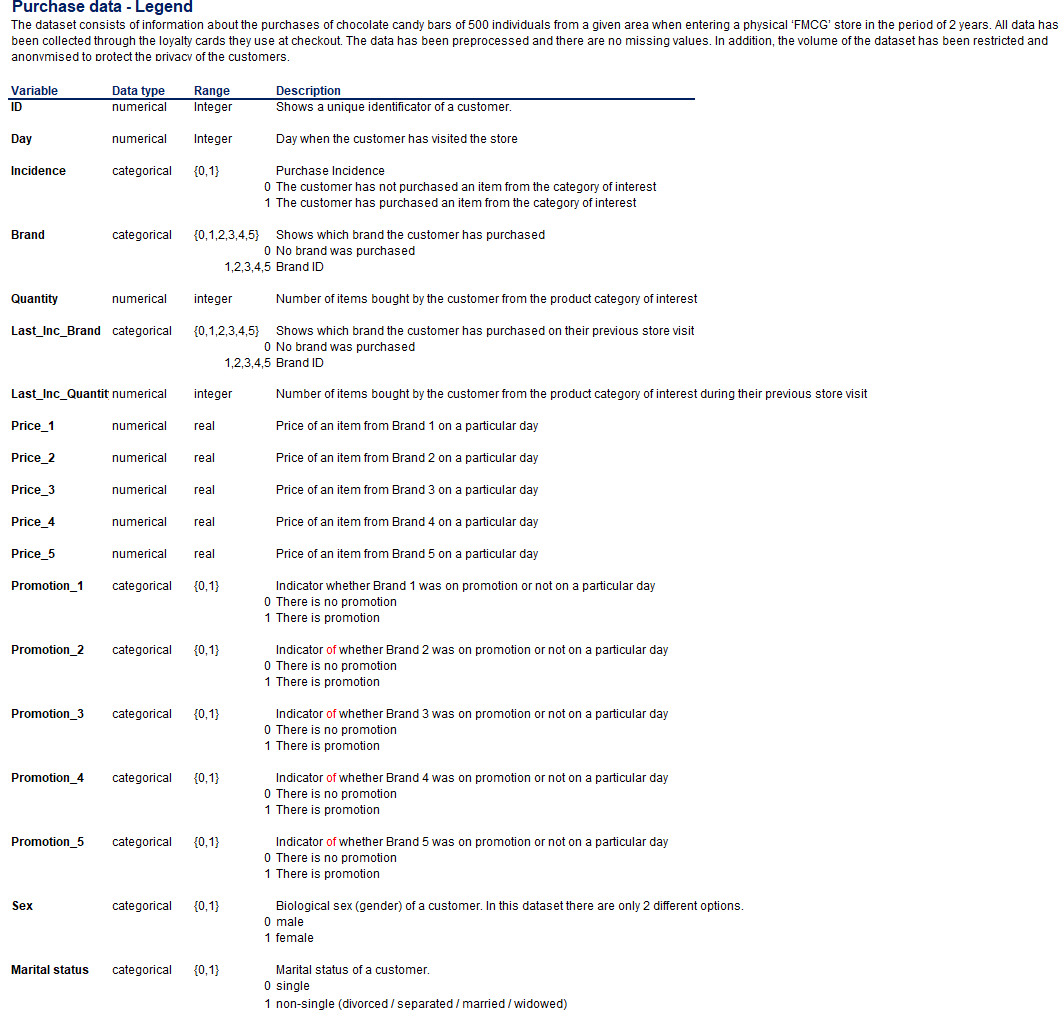 Purchase data - Legend
The dataset consists of information about the purchases of chocolate candy bars of 500 individuals from a given area when entering a physical ‘FMCG’ store in the period of 2 years. All data has
been collected through the loyalty cards they use at checkout. The data has been preprocessed and there are no missing values. In addition, the volume of the dataset has been restricted and
anonymised to protect the privacy of the customers.
Variable Data type Range Description
ID numerical Integer Shows a unique identificator of a customer.
Day numerical Integer Day when the customer has visited the store
Incidence categorical {0,1} Purchase Incidence
0 The customer has not purchased an item from the category of interest
1 The customer has purchased an item from the category of interest
Brand categorical {0,1,2,3,4,5} Shows which brand the customer has purchased
0 No brand was purchased
1,2,3,4,5 Brand ID
Quantity numerical integer Number of items bought by the customer from the product category of interest
Last_Inc_Brand categorical {0,1,2,3,4,5} Shows which brand the customer has purchased on their previous store visit
0 No brand was purchased
1,2,3,4,5 Brand ID
Last_Inc_Quantit numerical integer Number of items bought by the customer from the product category of interest during their previous store visit
Price_1 numerical real Price of an item from Brand 1 on a particular day
Price_2 numerical real Price of an item from Brand 2 on a particular day
Price_3 numerical real Price of an item from Brand 3 on a particular day
Price_4 numerical real Price of an item from Brand 4 on a particular day
Price_5 numerical real Price of an item from Brand 5 on a particular day
Promotion_1 categorical {0,1} Indicator whether Brand 1 was on promotion or not on a particular day
0 There is no promotion
1 There is promotion
Promotion_2 categorical {0,1} Indicator of whether Brand 2 was on promotion or not on a particular day
0 There is no promotion
1 There is promotion
Promotion_3 categorical {0,1} Indicator of whether Brand 3 was on promotion or not on a particular day
0 There is no promotion
1 There is promotion
Promotion_4 categorical {0,1} Indicator of whether Brand 4 was on promotion or not on a particular day
0 There is no promotion
1 There is promotion
Promotion_5 categorical {0,1} Indicator of whether Brand 5 was on promotion or not on a particular day
0 There is no promotion
1 There is promotion
Sex categorical {0,1} Biological sex (gender) of a customer. In this dataset there are only 2 different options.
0 male
1 female
Marital status categorical {0,1} Marital status of a customer.
0 single
1 non-single (divorced / separated / married / widowed)